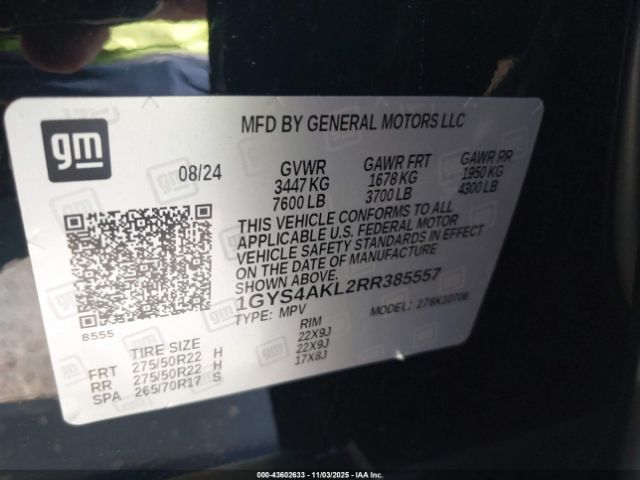 gm
MFD BY GENERAL MOTORS LLC
08/24 GVWR GAWR FRT GAWR RR
3447 KG 1678 KG 1950 KG
7600 LB 3700 LB 4300 LB
THIS VEHICLE CONFORMS TO ALL
APPLICABLE U.S. FEDERAL MOTOR
VEHICLE SAFETY STANDARDS IN EFFECT
ON THE DATE OF MANUFACTURE
SHOWN ABOVE.
1GYS4AKL2RR385557
TYPE: MPV MODEL: 276K10706
8555
TIRE SIZE RIM
FRT 275/50R22 H 22X9J
RR 275/50R22 H 22X9J
SPA 265/70R17 S 17X8J
000-43602633 - 11/03/2025 - IAA Inc.